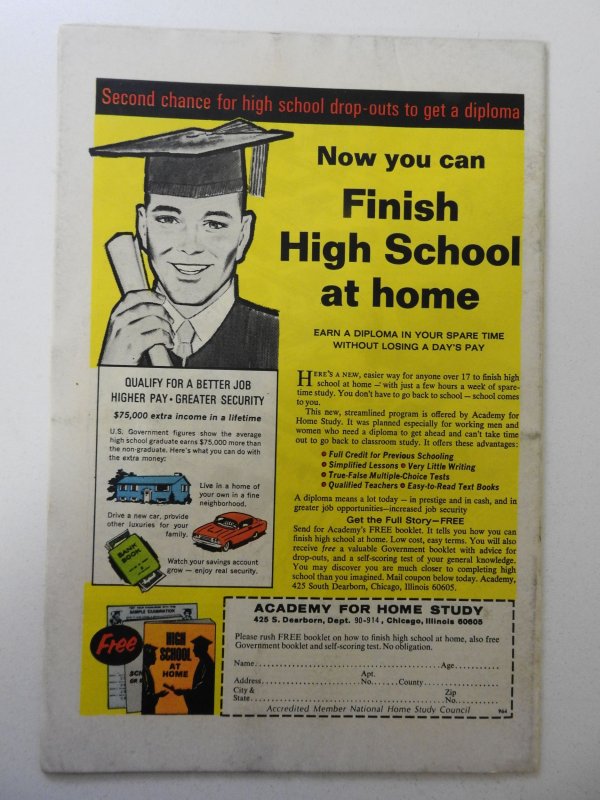 Second chance for high school drop-outs to get a diploma
Now you can
Finish
High School
at home
EARN A DIPLOMA IN YOUR SPARE TIME
WITHOUT LOSING A DAY'S PAY
QUALIFY FOR A BETTER JOB
HIGHER PAY • GREATER SECURITY
$75,000 extra income in a lifetime
U.S. Government figures show the average
high school graduate earns $75,000 more than
the non-graduate. Here's what you can do with
the extra money:
Live in a home of
your own in a fine
neighborhood.
Drive a new car, provide
other luxuries for your
family.
BANK
BOOK
Watch your savings account
grow — enjoy real security.
HERE'S A NEW, easier way for anyone over 17 to finish high
school at home — with just a few hours a week of spare-
time study. You don't have to go back to school — school comes
to you.
This new, streamlined program is offered by Academy for
Home Study. It was planned especially for working men and
women who need a diploma to get ahead and can't take time
out to go back to classroom study. It offers these advantages:
• Full Credit for Previous Schooling
• Simplified Lessons • Very Little Writing
• True-False Multiple-Choice Tests
• Qualified Teachers • Easy-to-Read Text Books
A diploma means a lot today — in prestige and in cash, and in
greater job opportunities—increased job security
Get the Full Story—FREE
Send for Academy's FREE booklet. It tells you how you can
finish high school at home. Low cost, easy terms. You will also
receive free a valuable Government booklet with advice for
drop-outs, and a self-scoring test of your general knowledge.
You may discover you are much closer to completing high
school than you imagined. Mail coupon below today. Academy,
425 South Dearborn, Chicago, Illinois 60605.
Free
SAMPLE EXAMINATION
HIGH
SCHOOL
AT
HOME
ACADEMY FOR HOME STUDY
425 S. Dearborn, Dept. 90-914, Chicago, Illinois 60605
Please rush FREE booklet on how to finish high school at home, also free
Government booklet and self-scoring test. No obligation.
Name.......... Age..........
Apt.
Address.......... No....... County..........
City & Zip
State.......... No..........
Accredited Member National Home Study Council